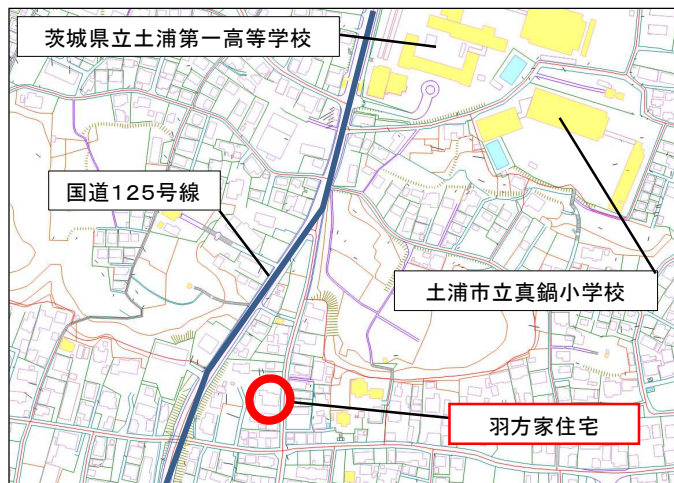 茨城県立土浦第一高等学校
国道125号線
土浦市立真鍋小学校
羽方家住宅